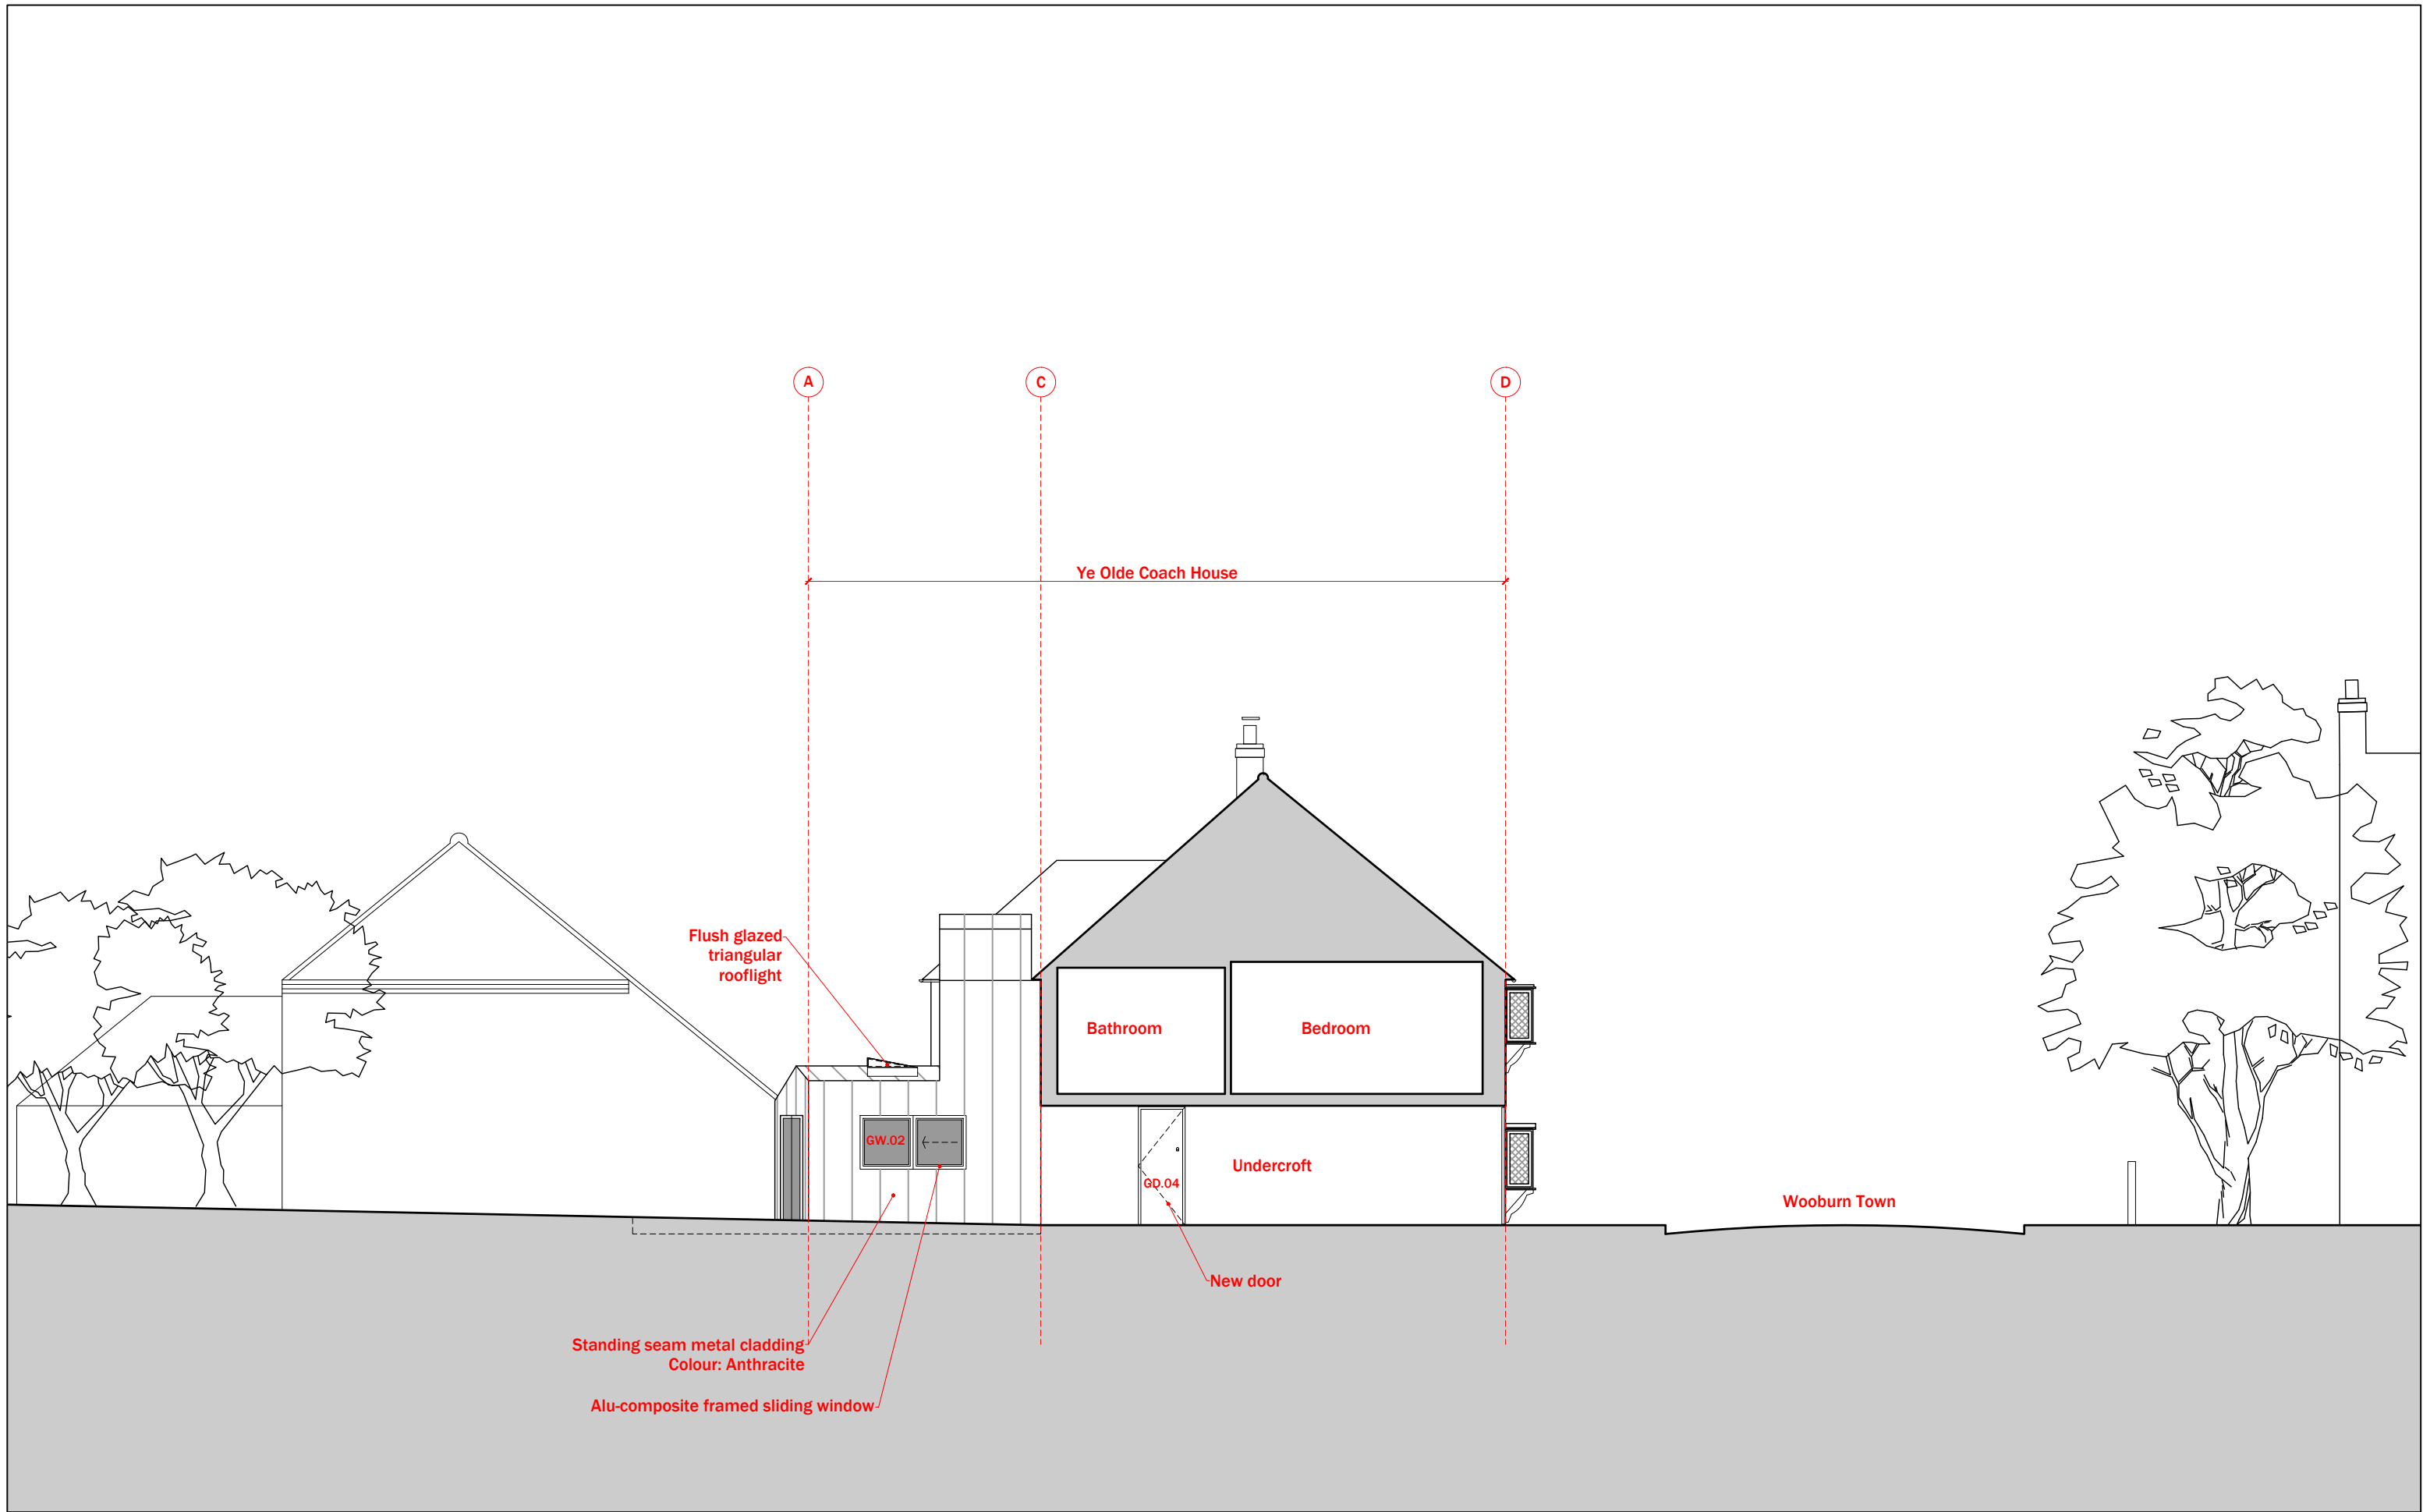 A
C
D
Ye Olde Coach House
Flush glazed
triangular
rooflight
Bathroom
Bedroom
GW.02
Undercroft
GD.04
Wooburn Town
New door
Standing seam metal cladding
Colour: Anthracite
Alu-composite framed sliding window